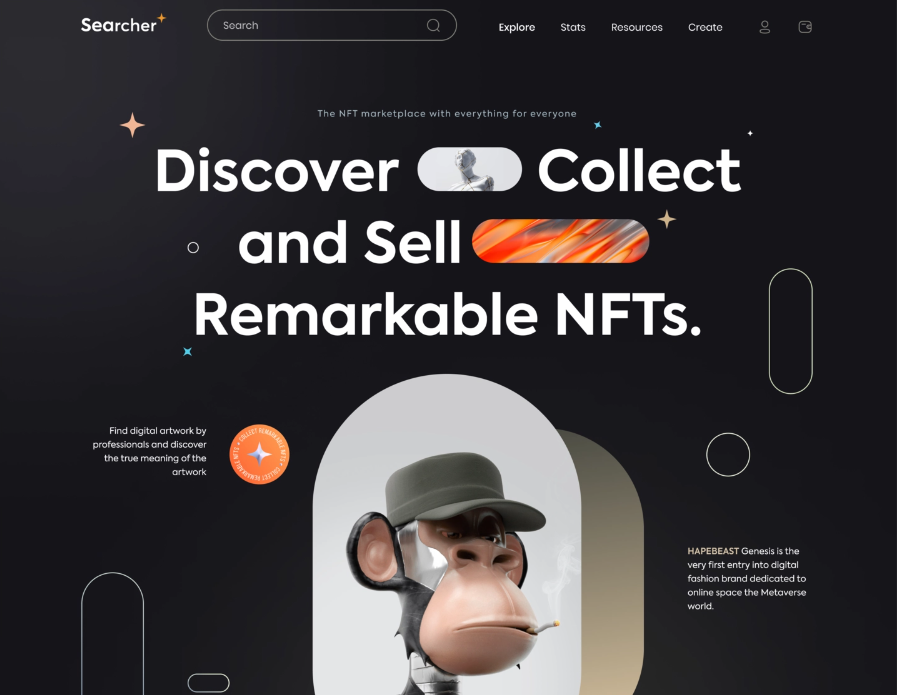 Searcher
Search
Explore Stats Resources Create
The NFT marketplace with everything for everyone
Discover Collect
and Sell
Remarkable NFTs.
Find digital artwork by
professionals and discover
the true meaning of the
artwork
COLLECT REMARKABLE NFTs • COLLECT REMARKABLE NFTs •
HAPEBEAST Genesis is the
very first entry into digital
fashion brand dedicated to
online space the Metaverse
world.